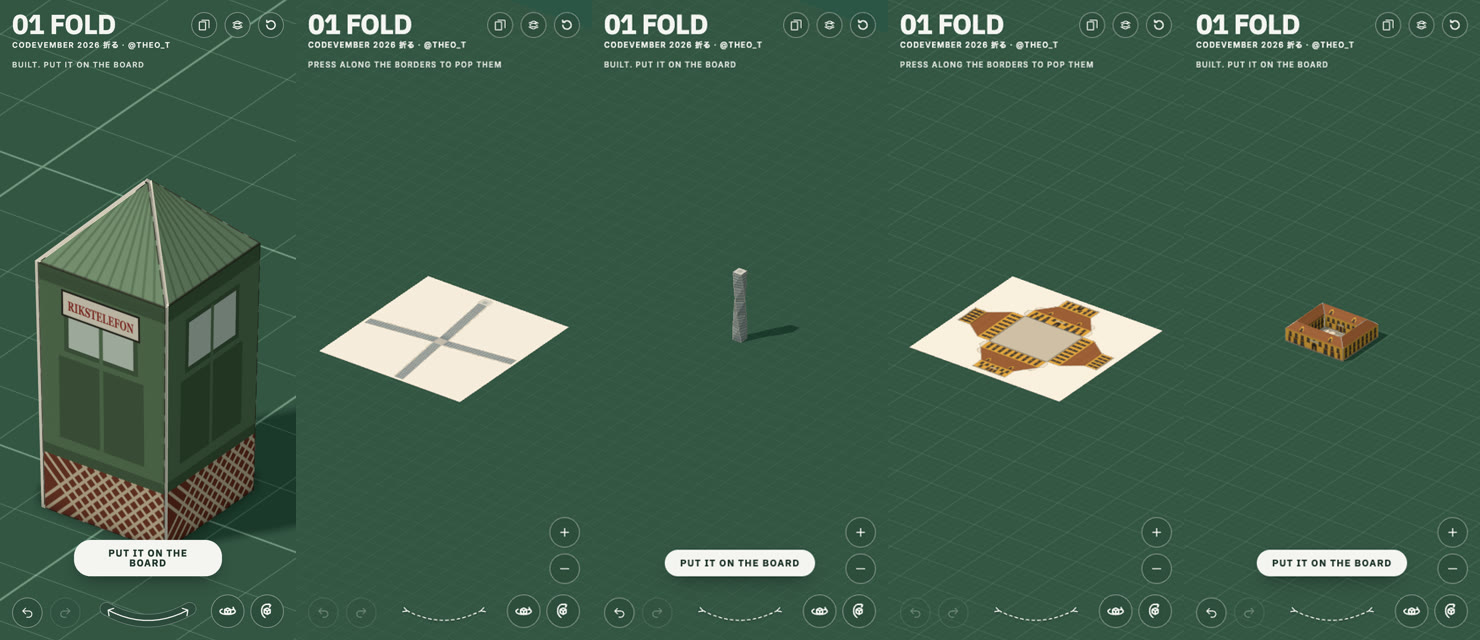 01 FOLD
CODEVEMBER 2026 折る · @THEO_T
BUILT. PUT IT ON THE BOARD
RIKSTELEFON
PUT IT ON THE
BOARD
01 FOLD
CODEVEMBER 2026 折る · @THEO_T
PRESS ALONG THE BORDERS TO POP THEM
01 FOLD
CODEVEMBER 2026 折る · @THEO_T
BUILT. PUT IT ON THE BOARD
PUT IT ON THE BOARD
01 FOLD
CODEVEMBER 2026 折る · @THEO_T
PRESS ALONG THE BORDERS TO POP THEM
01 FOLD
CODEVEMBER 2026 折る · @THEO_T
BUILT. PUT IT ON THE BOARD
PUT IT ON THE BOARD